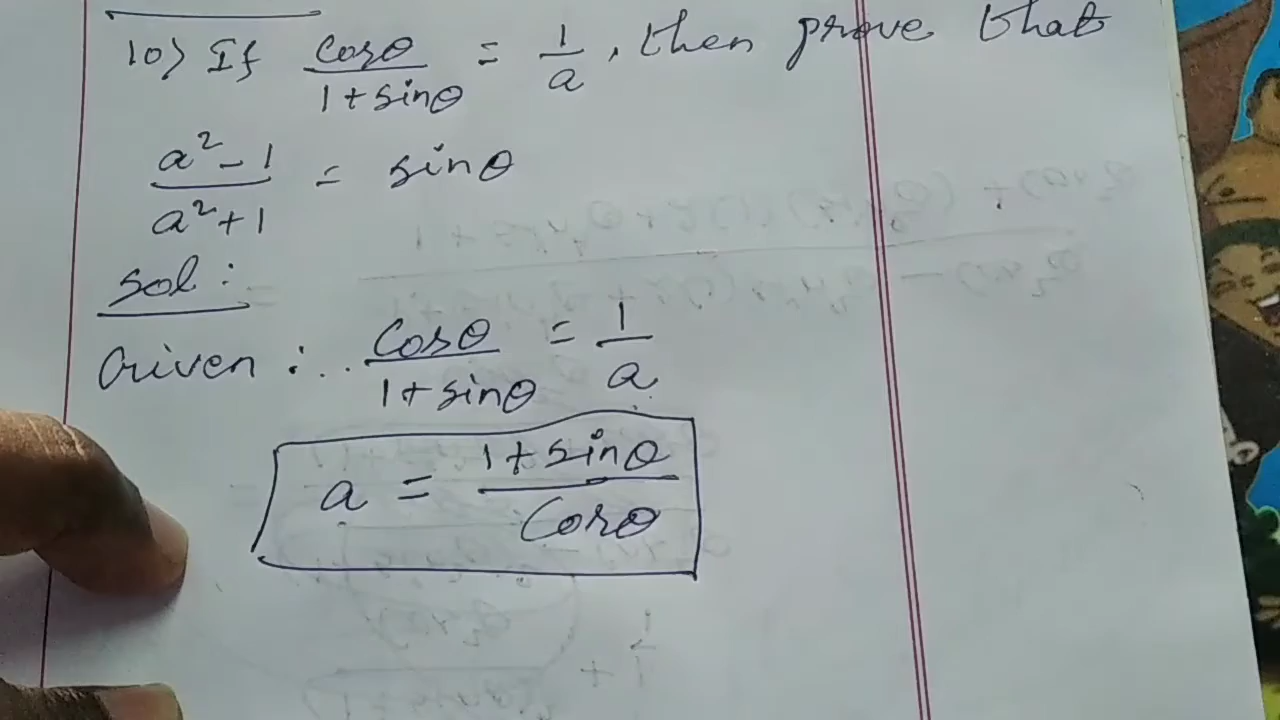 10) If cosθ/1+sinθ = 1/a, then prove that
a²-1/a²+1 = sinθ
Sol:
Given: .. cosθ/1+sinθ = 1/a
a = 1+sinθ/cosθ